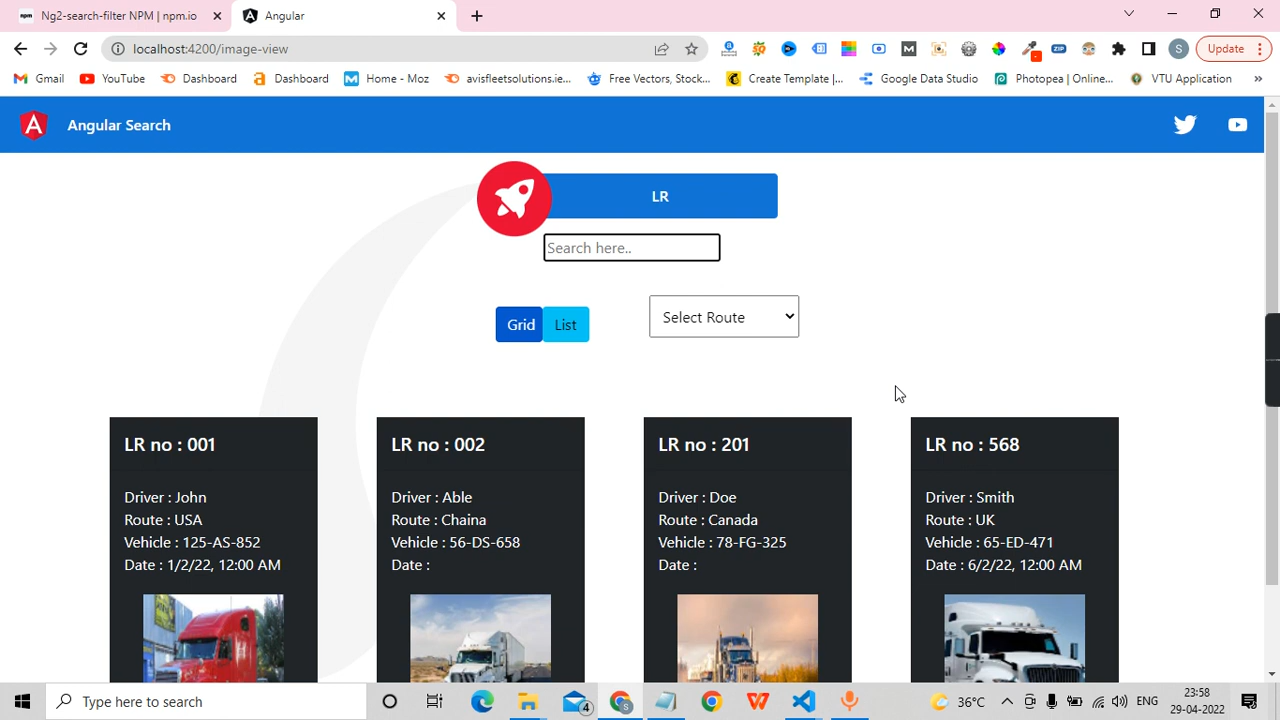 Ng2-search-filter NPM | npm.io
Angular
localhost:4200/image-view
Update
Gmail
YouTube
Dashboard
Dashboard
Home - Moz
avisfleetsolutions.ie...
Free Vectors, Stock...
Create Template |...
Google Data Studio
Photopea | Online...
VTU Application
Angular Search
LR
Search here..
Grid
List
Select Route
LR no : 001
Driver : John
Route : USA
Vehicle : 125-AS-852
Date : 1/2/22, 12:00 AM
LR no : 002
Driver : Able
Route : Chaina
Vehicle : 56-DS-658
Date :
LR no : 201
Driver : Doe
Route : Canada
Vehicle : 78-FG-325
Date :
LR no : 568
Driver : Smith
Route : UK
Vehicle : 65-ED-471
Date : 6/2/22, 12:00 AM
Type here to search
4
S
36°C
23:58
29-04-2022